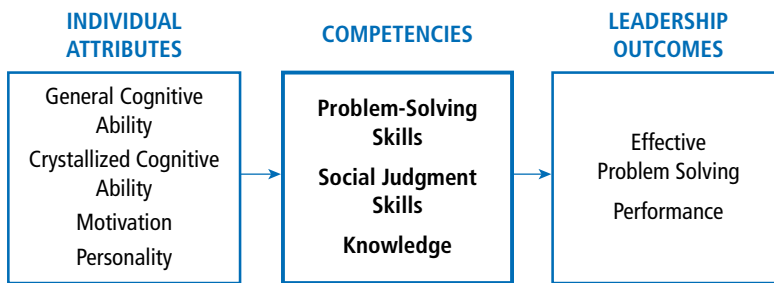 INDIVIDUAL
ATTRIBUTES
General Cognitive
Ability
Crystallized Cognitive
Ability
Motivation
Personality
COMPETENCIES
Problem-Solving
Skills
Social Judgment
Skills
Knowledge
LEADERSHIP
OUTCOMES
Effective
Problem Solving
Performance